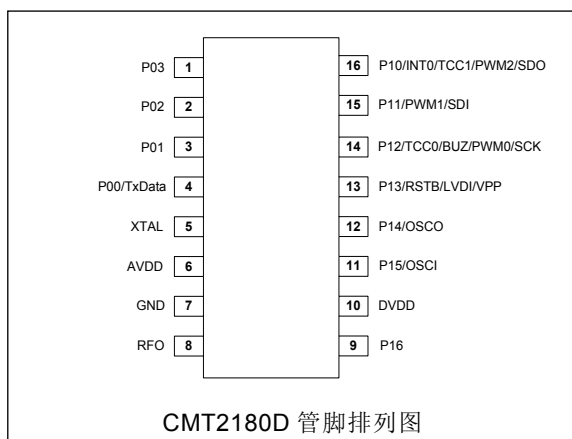 P03 1
16 P10/INT0/TCC1/PWM2/SDO
P02 2
15 P11/PWM1/SDI
P01 3
14 P12/TCC0/BUZ/PWM0/SCK
P00/TxData 4
13 P13/RSTB/LVDI/VPP
XTAL 5
12 P14/OSCO
AVDD 6
11 P15/OSCI
GND 7
10 DVDD
RFO 8
9 P16
CMT2180D 管脚排列图